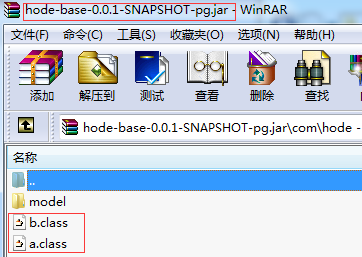 hode-base-0.0.1-SNAPSHOT-pg.jar - WinRAR
文件(F) 命令(C) 工具(S) 收藏夹(O) 选项(N) 帮助(H)
添加 解压到 测试 查看 删除 查找
hode-base-0.0.1-SNAPSHOT-pg.jar\com\hode -
名称
..
model
b.class
a.class